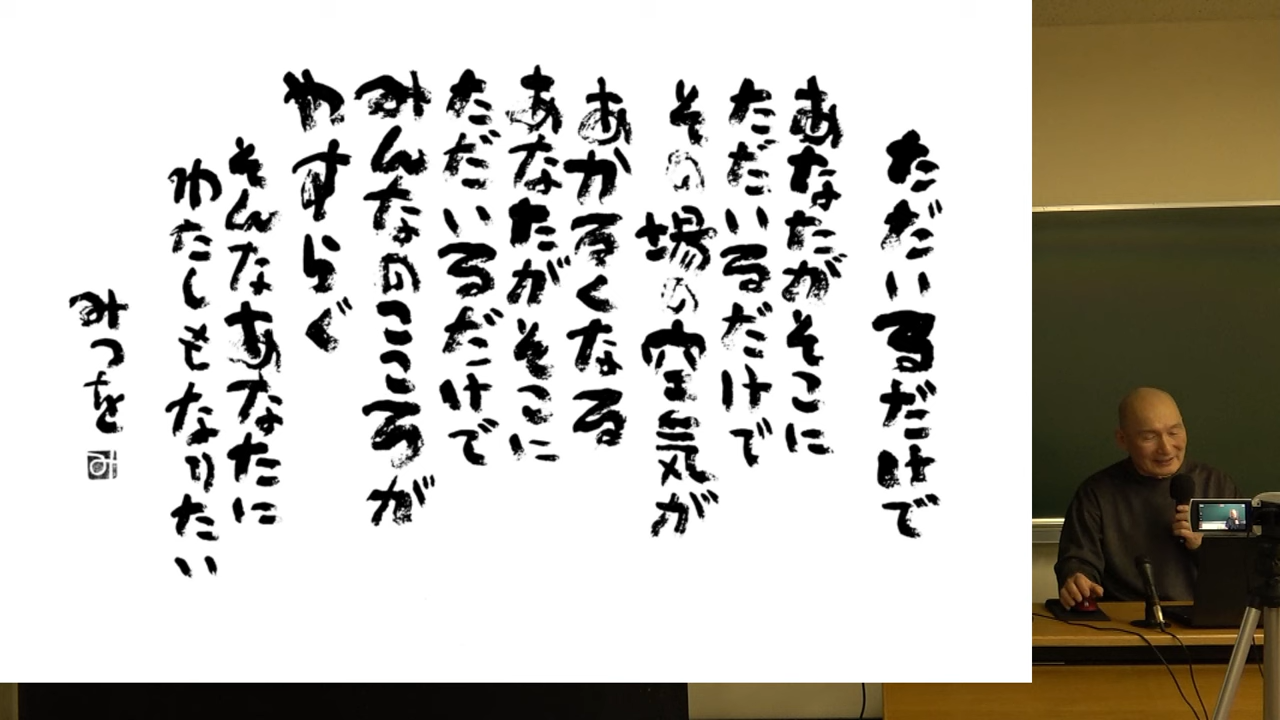 ただいるだけで
あなたがそこに
ただいるだけで
その場の空気が
あかるくなる
あなたがそこに
ただいるだけで
みんなのこころが
やすらぐ
そんなあなたに
わたしもなりたい
みつを
み